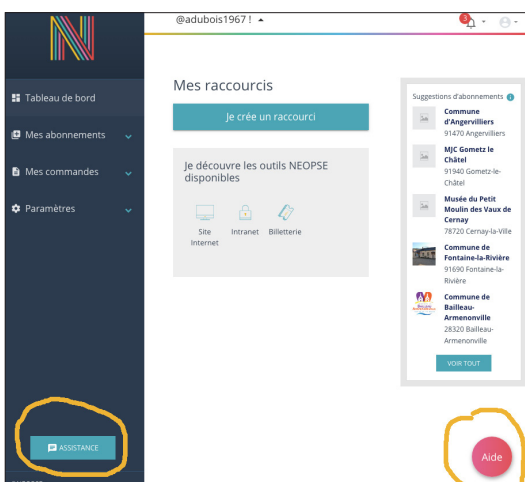 @adubois1967 !
3
Tableau de bord
Mes abonnements
Mes commandes
Paramètres
ASSISTANCE
Mes raccourcis
Je crée un raccourci
Je découvre les outils NEOPSE
disponibles
Site
Internet
Intranet
Billetterie
Suggestions d'abonnements
Commune
d'Angervilliers
91470 Angervilliers
MJC Gometz le
Châtel
91940 Gometz-le-
Châtel
Musée du Petit
Moulin des Vaux de
Cernay
78720 Cernay-la-Ville
Commune de
Fontaine-la-Rivière
91690 Fontaine-la-
Rivière
Commune de
Bailleau-
Armenonville
28320 Bailleau-
Armenonville
VOIR TOUT
Aide